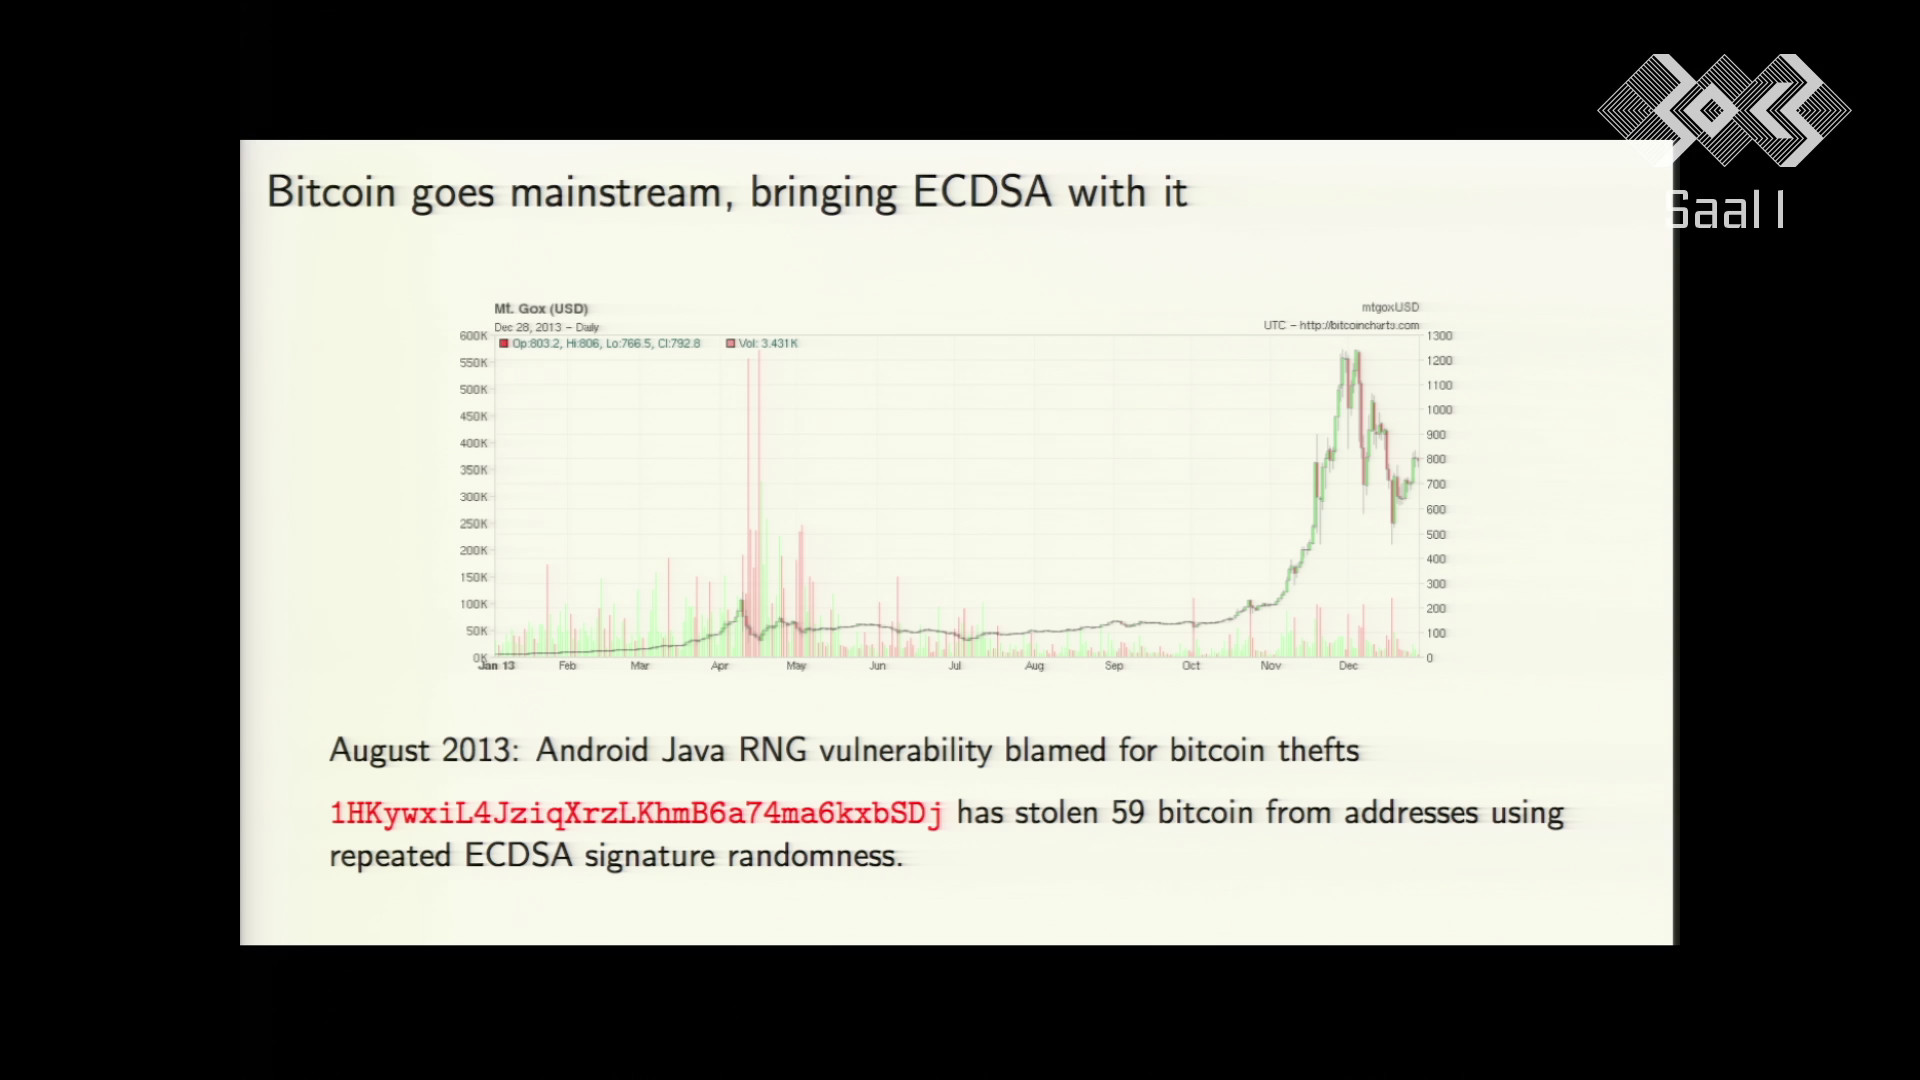 Saal 1
Bitcoin goes mainstream, bringing ECDSA with it
Mt. Gox (USD)
mtgoxUSD
Dec 28, 2013 - Daily
UTC - http://bitcoincharts.com
Op:803.2, Hi:806, Lo:766.5, Cl:792.8 Vol: 3.431K
600K
550K
500K
450K
400K
350K
300K
250K
200K
150K
100K
50K
0K
1300
1200
1100
1000
900
800
700
600
500
400
300
200
100
0
Jan 13 Feb Mar Apr May Jun Jul Aug Sep Oct Nov Dec
August 2013: Android Java RNG vulnerability blamed for bitcoin thefts
1HKywxiL4JziqXrzLKhmB6a74ma6kxbSDj has stolen 59 bitcoin from addresses using
repeated ECDSA signature randomness.